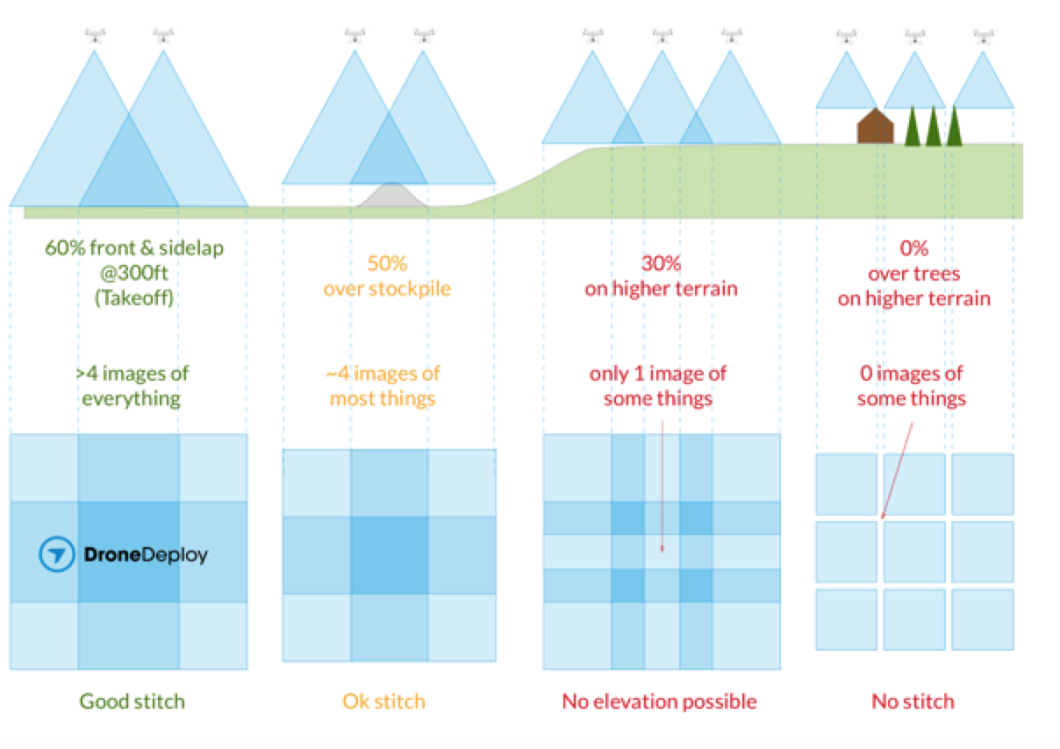 60% front & sidelap
@300ft
(Takeoff)
50%
over stockpile
30%
on higher terrain
0%
over trees
on higher terrain
>4 images of
everything
~4 images of
most things
only 1 image of
some things
0 images of
some things
DroneDeploy
Good stitch
Ok stitch
No elevation possible
No stitch